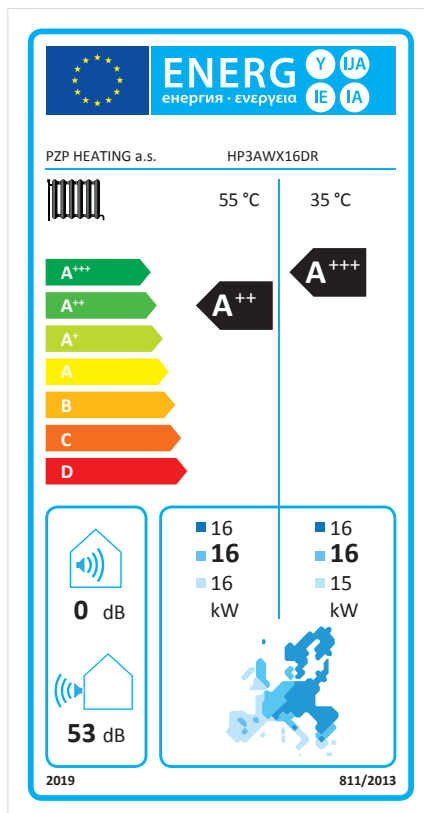 ENERG
енергия · ενεργεια
Y IJA
IE IA
PZP HEATING a.s. HP3AWX16DR
55 °C 35 °C
A+++
A++
A+
A
B
C
D
A++
A+++
0 dB
53 dB
16
16
16
kW
16
16
15
kW
2019 811/2013